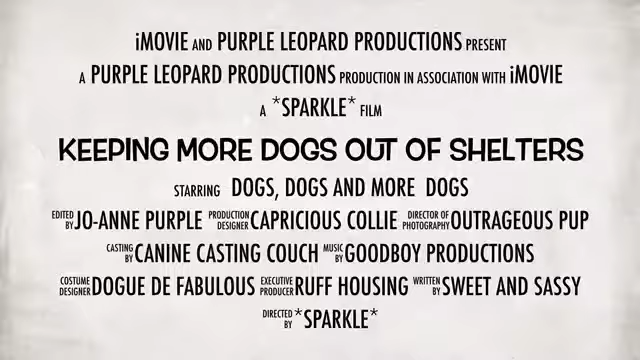 iMOVIE AND PURPLE LEOPARD PRODUCTIONS PRESENT
A PURPLE LEOPARD PRODUCTIONS PRODUCTION IN ASSOCIATION WITH iMOVIE
A *SPARKLE* FILM
KEEPING MORE DOGS OUT OF SHELTERS
STARRING DOGS, DOGS AND MORE DOGS
EDITED BY JO-ANNE PURPLE PRODUCTION DESIGNER CAPRICIOUS COLLIE DIRECTOR OF PHOTOGRAPHY OUTRAGEOUS PUP
CASTING BY CANINE CASTING COUCH MUSIC BY GOODBOY PRODUCTIONS
COSTUME DESIGNER DOGUE DE FABULOUS EXECUTIVE PRODUCER RUFF HOUSING WRITTEN BY SWEET AND SASSY
DIRECTED BY *SPARKLE*